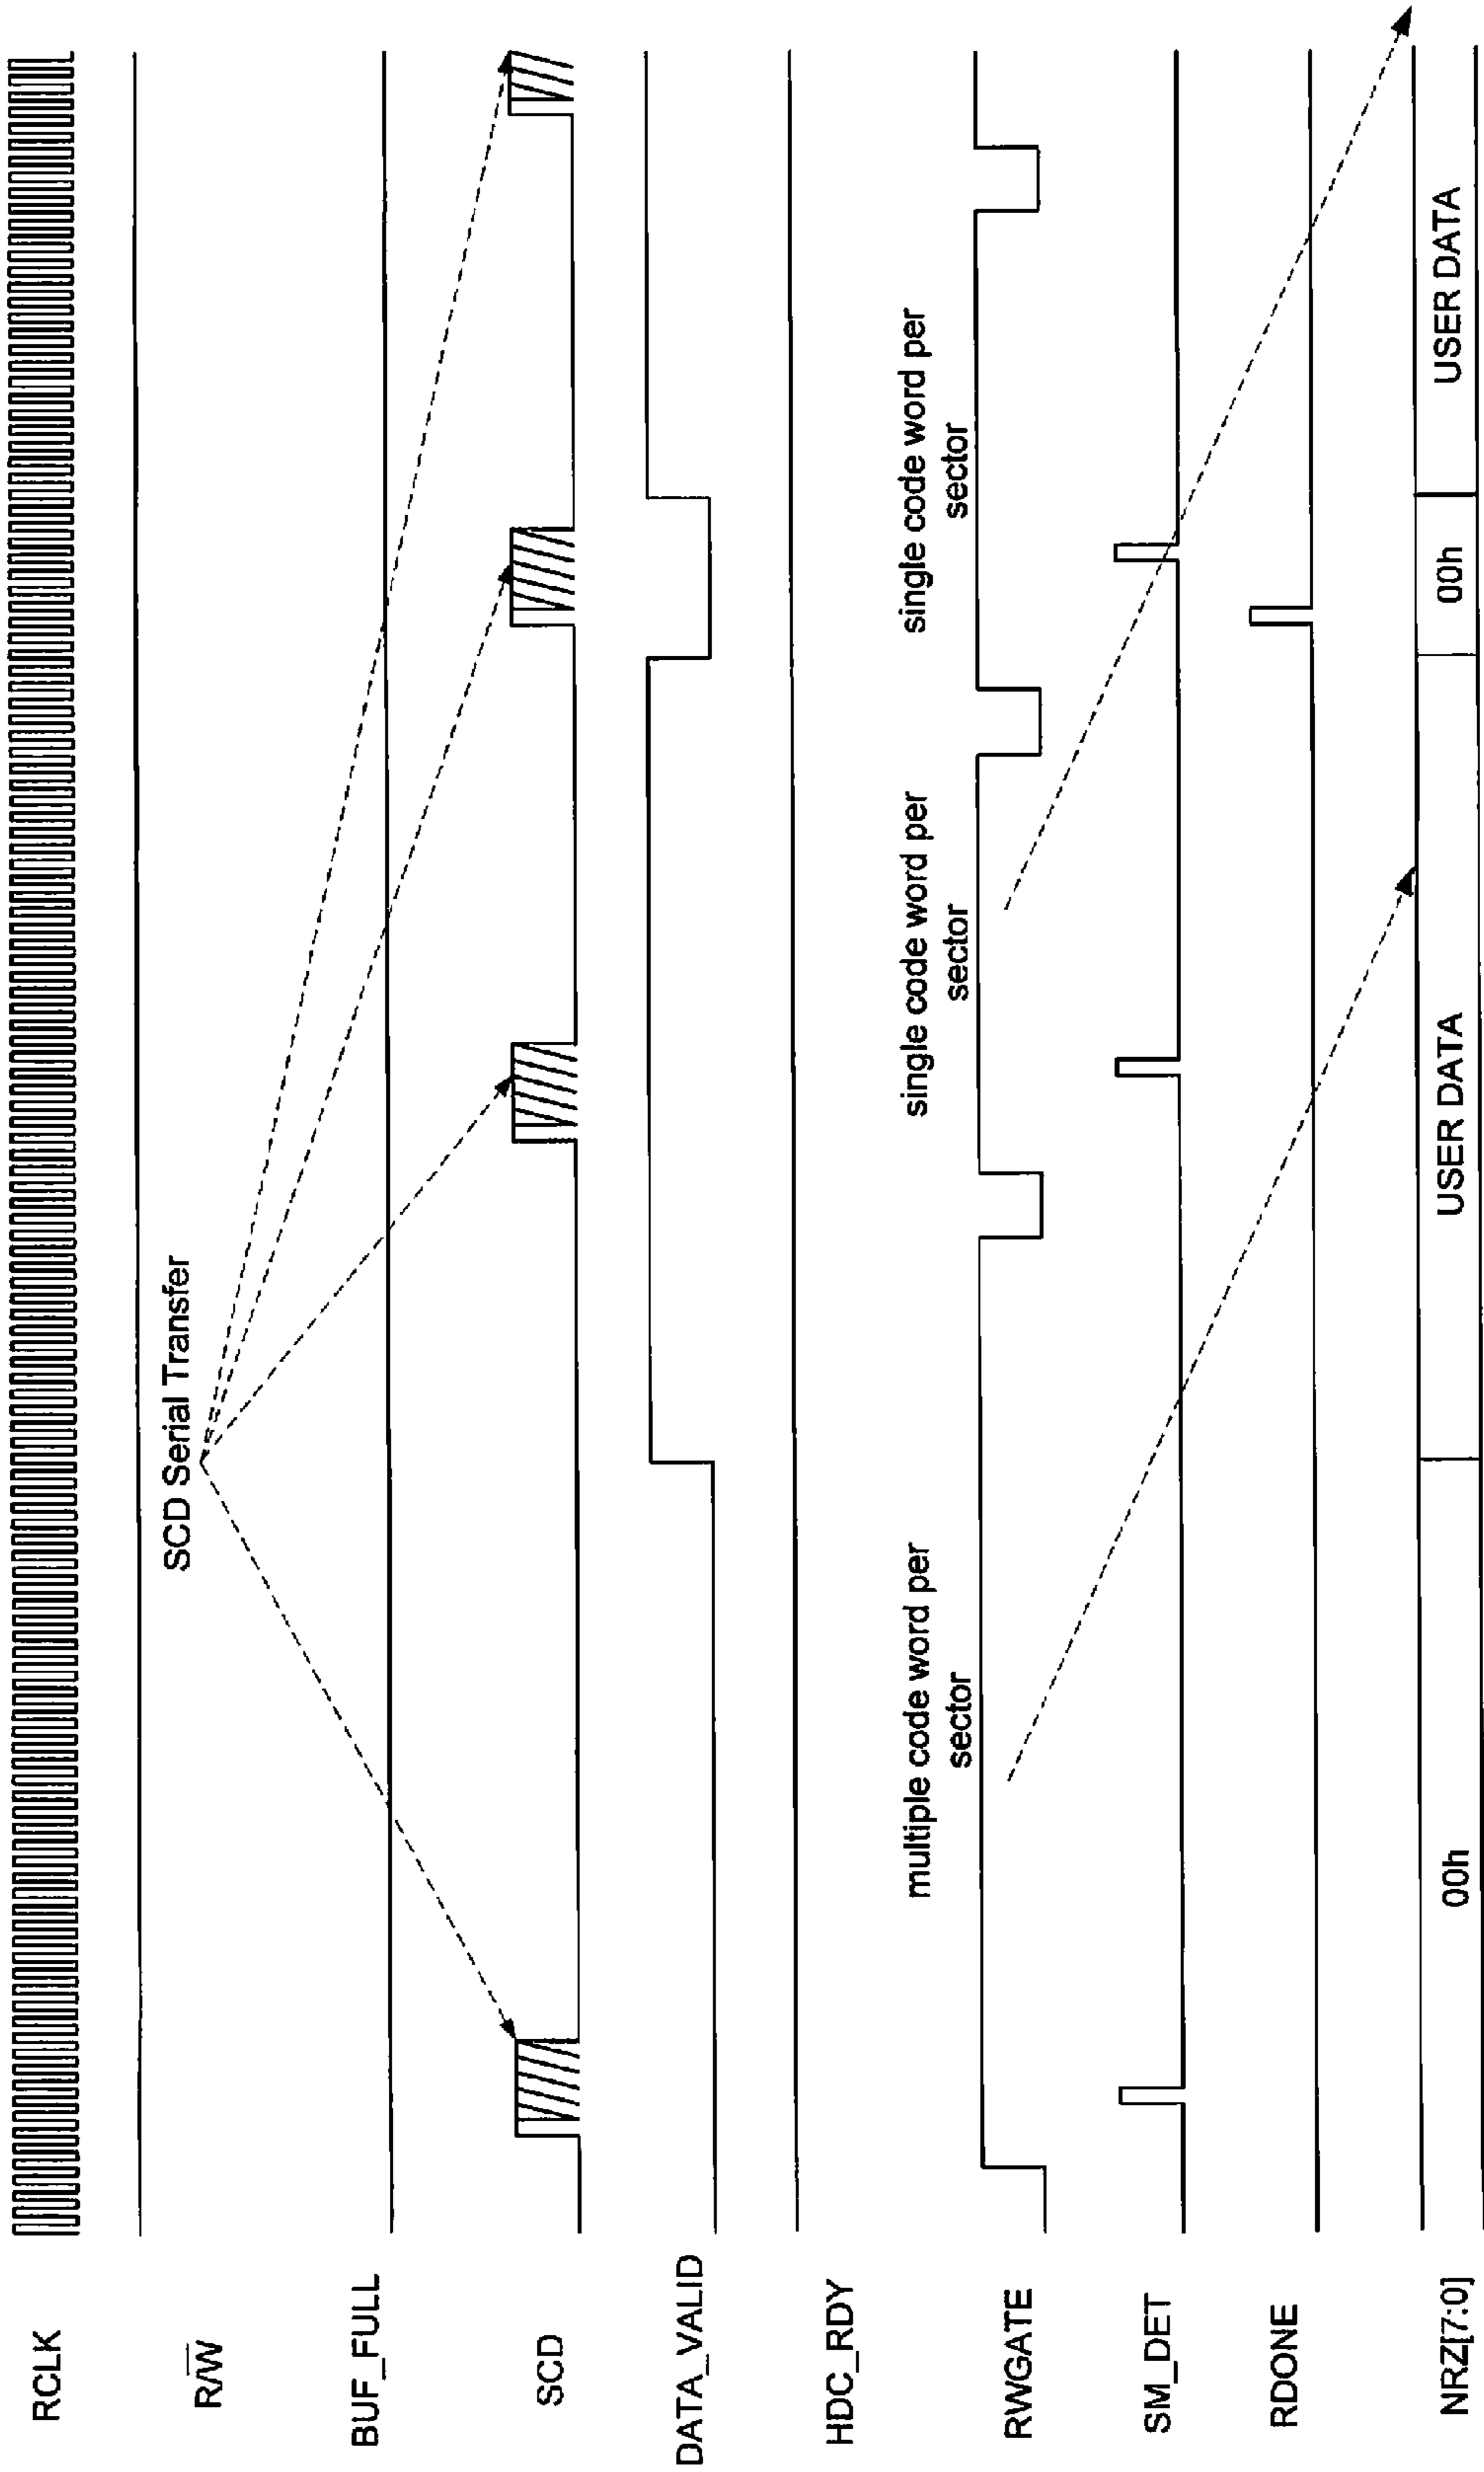 RCLK
R/W̅
SCD Serial Transfer
BUF_FULL
SCD
DATA_VALID
HDC_RDY
multiple code word per
sector
single code word per
sector
single code word per
sector
RWGATE
SM_DET
RDONE
NRZ[7:0]
00h
USER DATA
00h
USER DATA